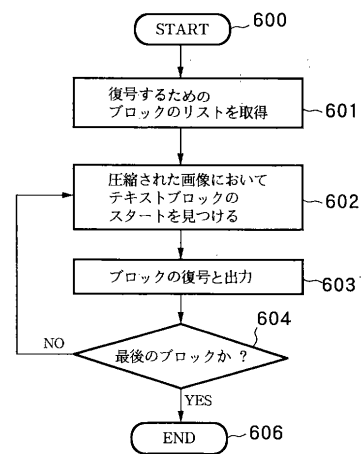 START
600
復号するための
ブロックのリストを取得
601
圧縮された画像において
テキストブロックの
スタートを見つける
602
ブロックの復号と出力
603
604
最後のブロックか ?
NO
YES
END
606